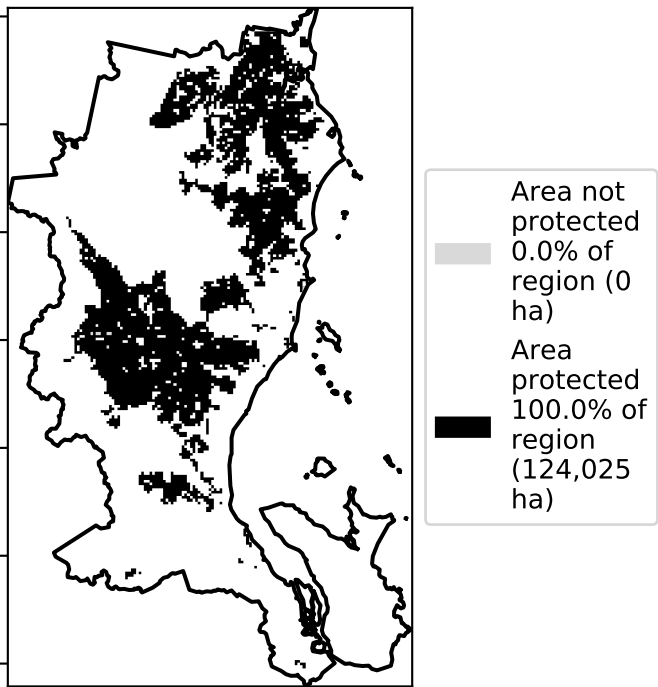 Area not
protected
0.0% of
region (0
ha)
Area
protected
100.0% of
region
(124,025
ha)